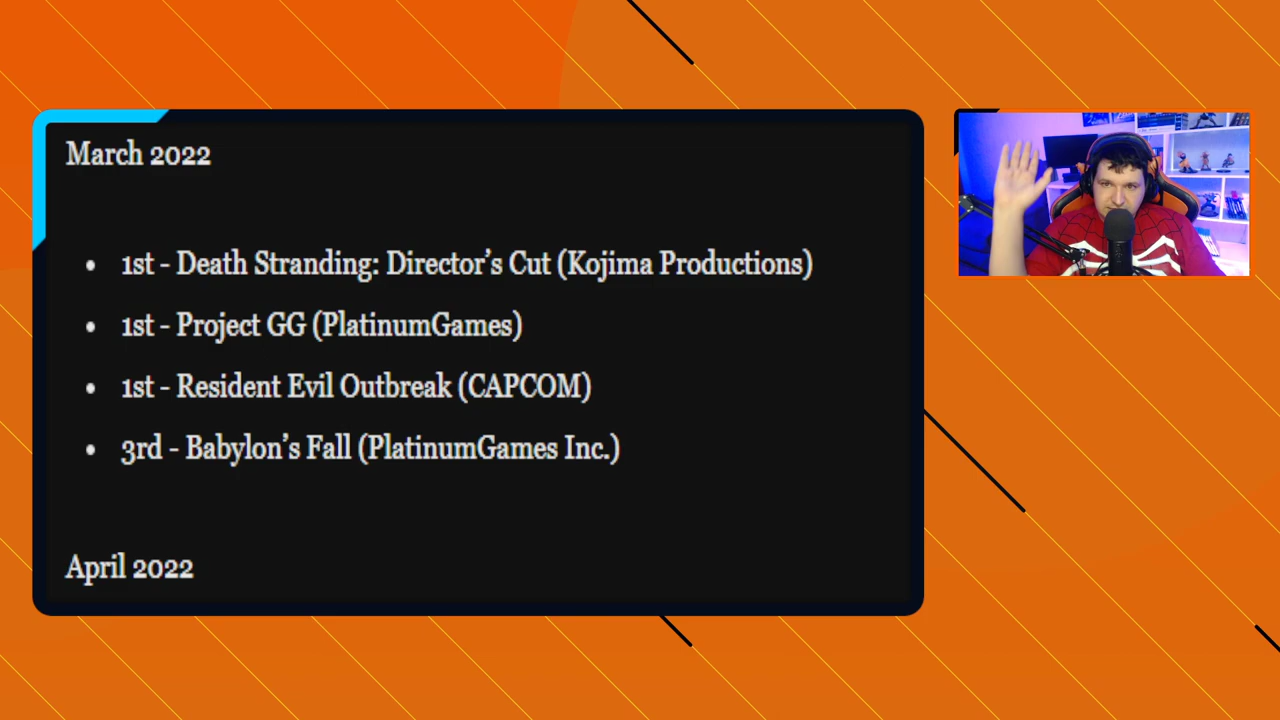 March 2022
• 1st - Death Stranding: Director’s Cut (Kojima Productions)
• 1st - Project GG (PlatinumGames)
• 1st - Resident Evil Outbreak (CAPCOM)
• 3rd - Babylon’s Fall (PlatinumGames Inc.)
April 2022